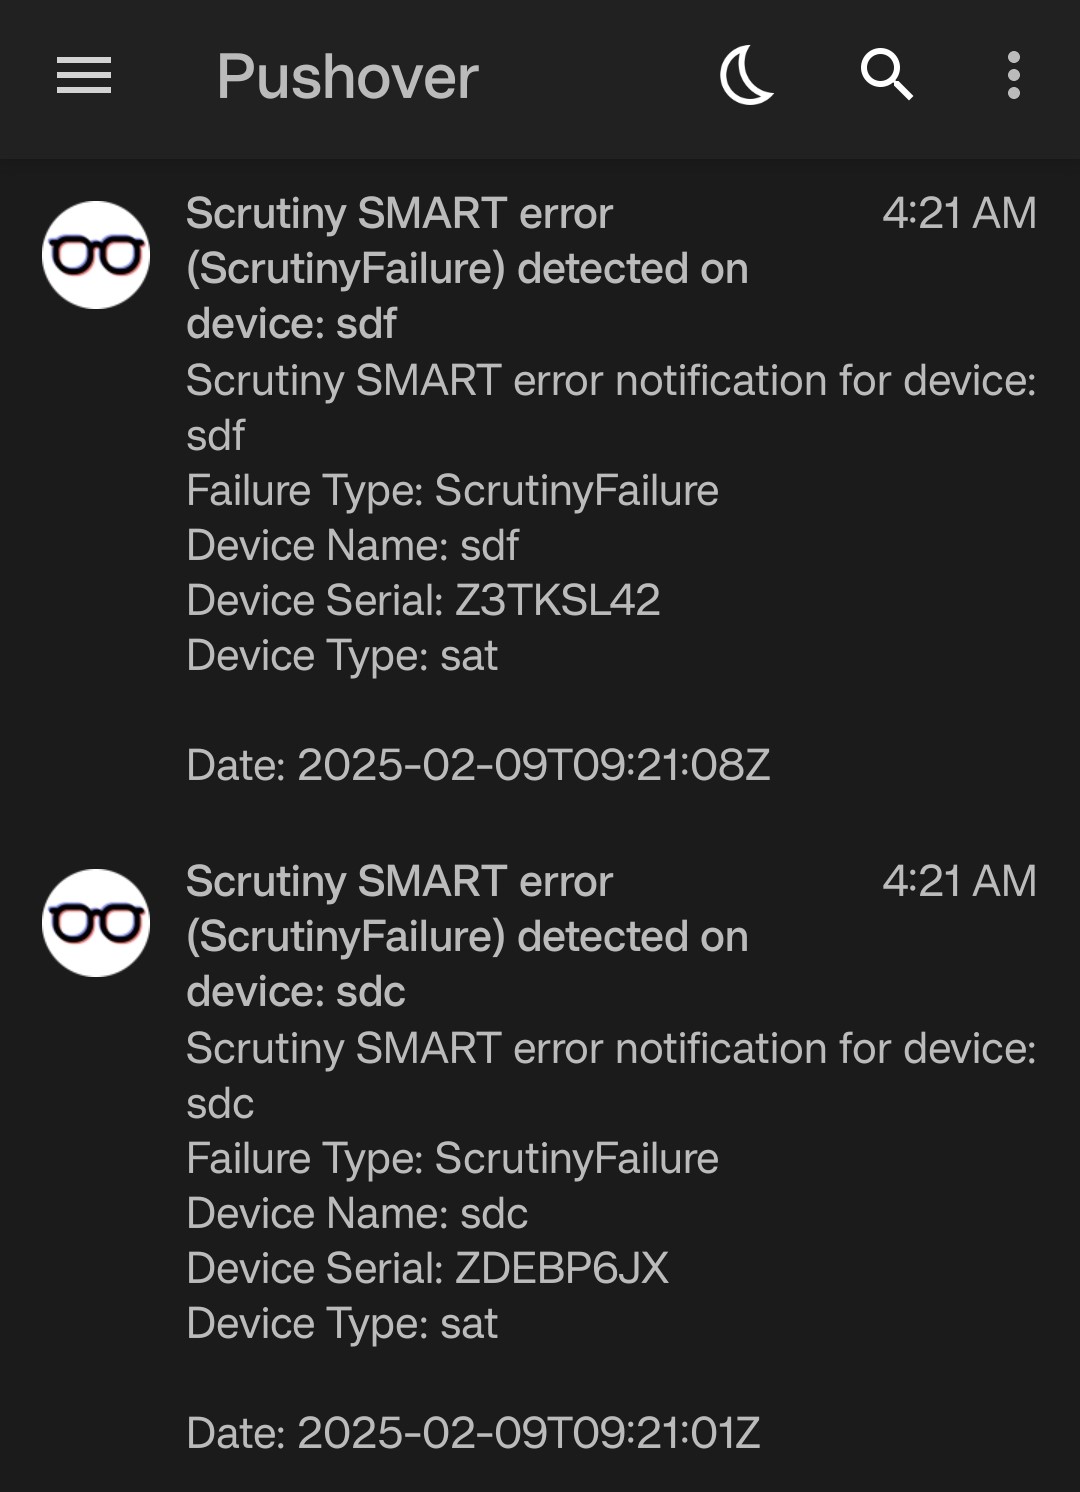 Pushover
Scrutiny SMART error
4:21 AM
(ScrutinyFailure) detected on
device: sdf
Scrutiny SMART error notification for device:
sdf
Failure Type: ScrutinyFailure
Device Name: sdf
Device Serial: Z3TKSL42
Device Type: sat
Date: 2025-02-09T09:21:08Z
Scrutiny SMART error
4:21 AM
(ScrutinyFailure) detected on
device: sdc
Scrutiny SMART error notification for device:
sdc
Failure Type: ScrutinyFailure
Device Name: sdc
Device Serial: ZDEBP6JX
Device Type: sat
Date: 2025-02-09T09:21:01Z